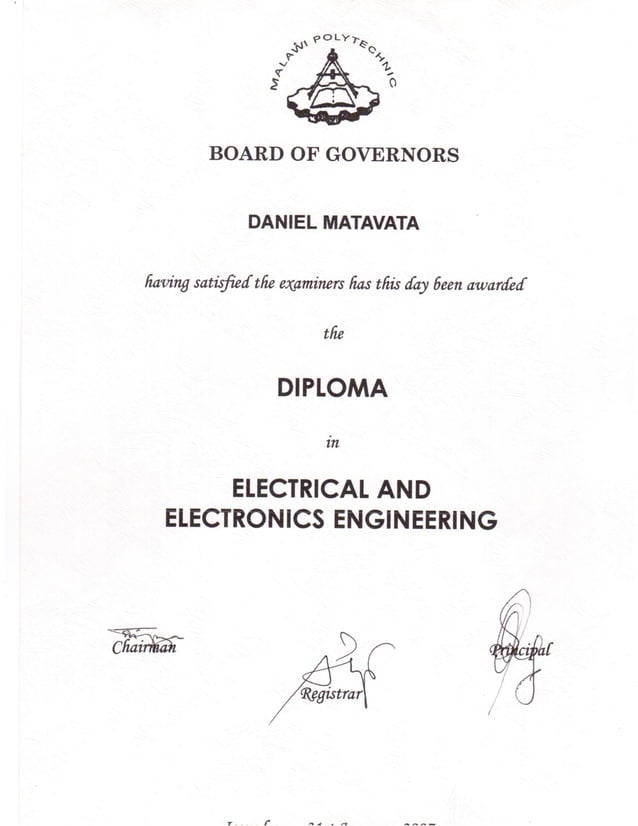 MALAWI POLYTECHNIC
BOARD OF GOVERNORS
DANIEL MATAVATA
having satisfied the examiners has this day been awarded
the
DIPLOMA
in
ELECTRICAL AND
ELECTRONICS ENGINEERING
Chairman
Registrar
Principal